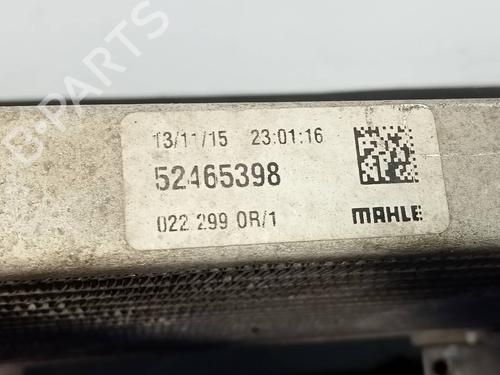 13/11/15 23:01:16
52465398
022 299 0R/1
MAHLE
B-PARTS